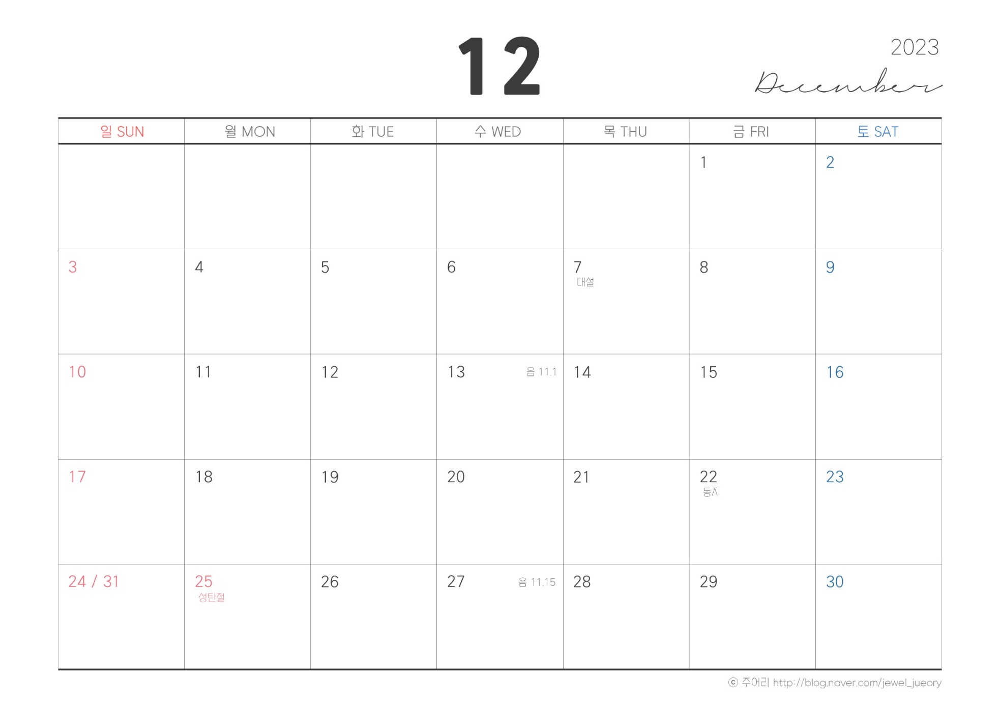 12
2023
December
일 SUN 월 MON 화 TUE 수 WED 목 THU 금 FRI 토 SAT
1 2
3 4 5 6 7 8 9
대설
10 11 12 13 음 11.1 14 15 16
17 18 19 20 21 22 23
동지
24 / 31 25 26 27 음 11.15 28 29 30
성탄절
ⓒ 주어리 http://blog.naver.com/jewel_jueory